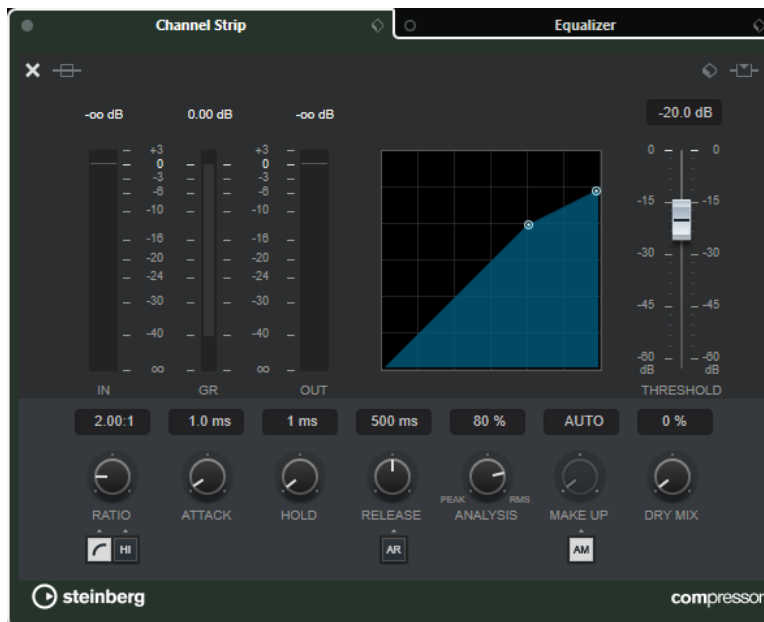 Channel Strip
Equalizer
-oo dB 0.00 dB -oo dB -20.0 dB
+3 +3
0 0 0 0
-3 -3
-6 -6
-10 -10
-15 -15
-16 -16
-20 -20
-24 -24
-30 -30
-30 -30
-40 -40
-45 -45
-60 -60
∞ ∞
dB dB
IN GR OUT THRESHOLD
2.00:1 1.0 ms 1 ms 500 ms 80 % AUTO 0 %
PEAK RMS
RATIO ATTACK HOLD RELEASE ANALYSIS MAKE UP DRY MIX
HI AR AM
steinberg
compressor